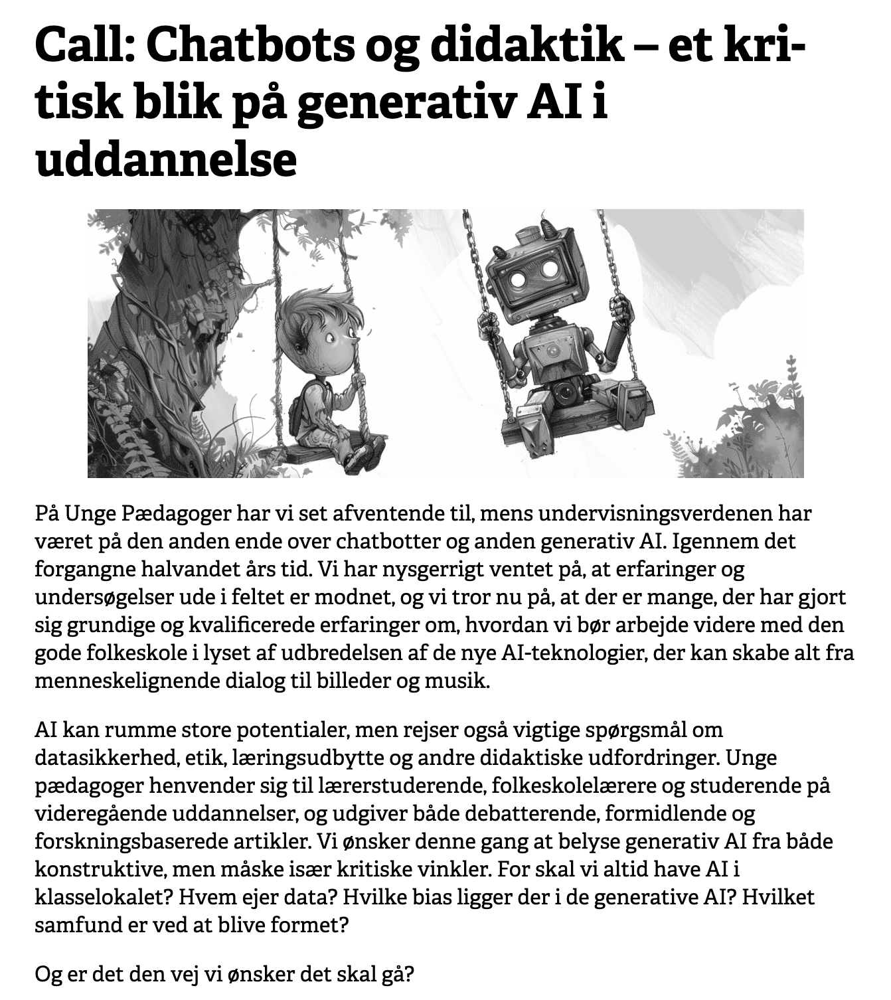 Call: Chatbots og didaktik – et kri-
tisk blik på generativ AI i
uddannelse
På Unge Pædagoger har vi set afventende til, mens undervisningsverdenen har
været på den anden ende over chatbotter og anden generativ AI. Igennem det
forgangne halvandet års tid. Vi har nysgerrigt ventet på, at erfaringer og
undersøgelser ude i feltet er modnet, og vi tror nu på, at der er mange, der har gjort
sig grundige og kvalificerede erfaringer om, hvordan vi bør arbejde videre med den
gode folkeskole i lyset af udbredelsen af de nye AI-teknologier, der kan skabe alt fra
menneskelignende dialog til billeder og musik.
AI kan rumme store potentialer, men rejser også vigtige spørgsmål om
datasikkerhed, etik, læringsudbytte og andre didaktiske udfordringer. Unge
pædagoger henvender sig til lærerstuderende, folkeskolelærere og studerende på
videregående uddannelser, og udgiver både debatterende, formidlende og
forskningsbaserede artikler. Vi ønsker denne gang at belyse generativ AI fra både
konstruktive, men måske især kritiske vinkler. For skal vi altid have AI i
klasselokalet? Hvem ejer data? Hvilke bias ligger der i de generative AI? Hvilket
samfund er ved at blive formet?
Og er det den vej vi ønsker det skal gå?